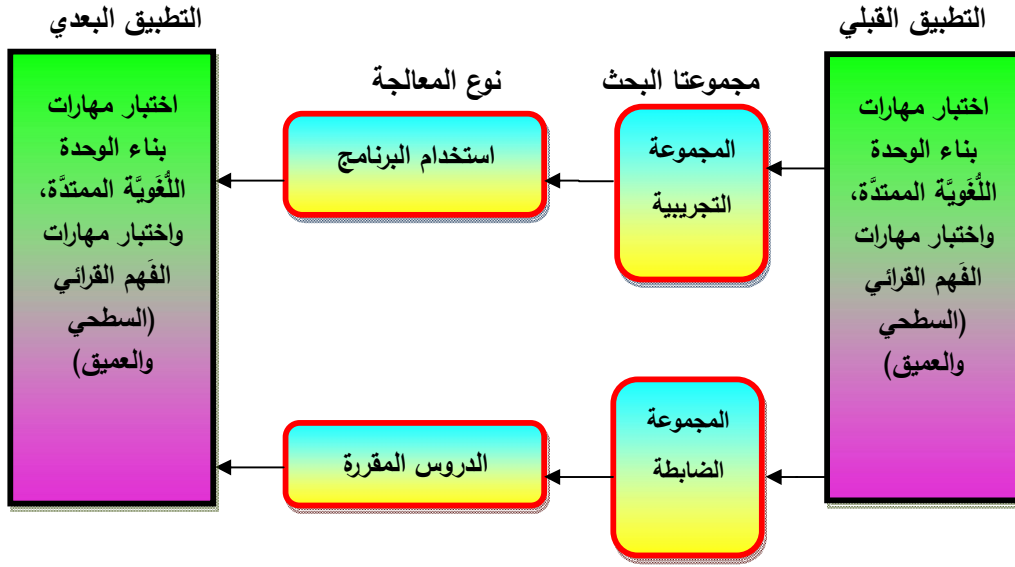 التطبيق القبلي
مجموعتا البحث
نوع المعالجة
التطبيق البعدي
اختبار مهارات
بناء الوحدة
اللُّغَويَّة الممتدَّة،
واختبار مهارات
الفَهم القرائي
(السطحي
والعميق)
المجموعة
التجريبية
استخدام البرنامج
المجموعة
الضابطة
الدروس المقررة
اختبار مهارات
بناء الوحدة
اللُّغَويَّة الممتدَّة،
واختبار مهارات
الفَهم القرائي
(السطحي
والعميق)